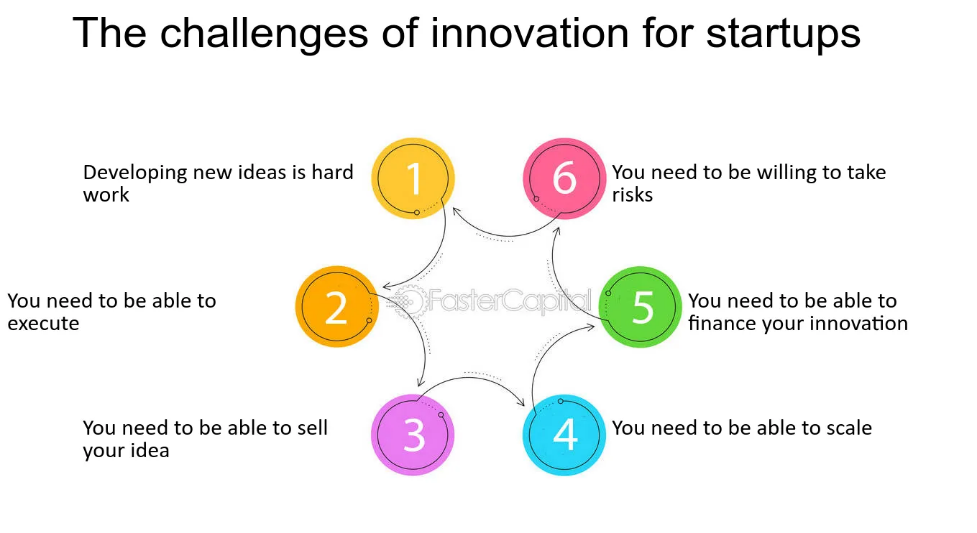 The challenges of innovation for startups
1
Developing new ideas is hard
work
2
You need to be able to
execute
3
You need to be able to sell
your idea
4
You need to be able to scale
5
You need to be able to
finance your innovation
6
You need to be willing to take
risks
FasterCapital